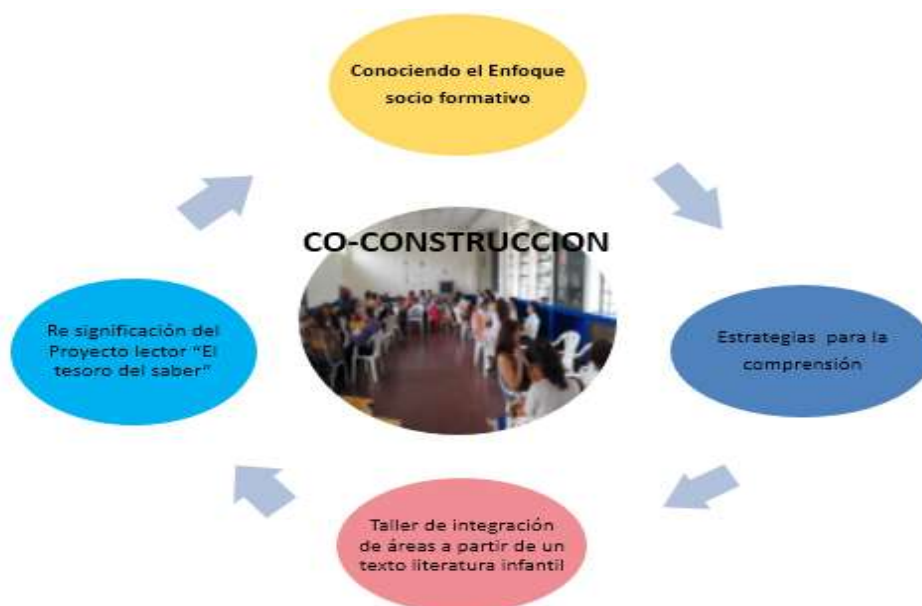 Conociendo el Enfoque
socio formativo
CO-CONSTRUCCION
Re significación del
Proyecto lector “El
tesoro del saber”
Estrategias para la
comprensión
Taller de integración
de áreas a partir de un
texto literatura infantil